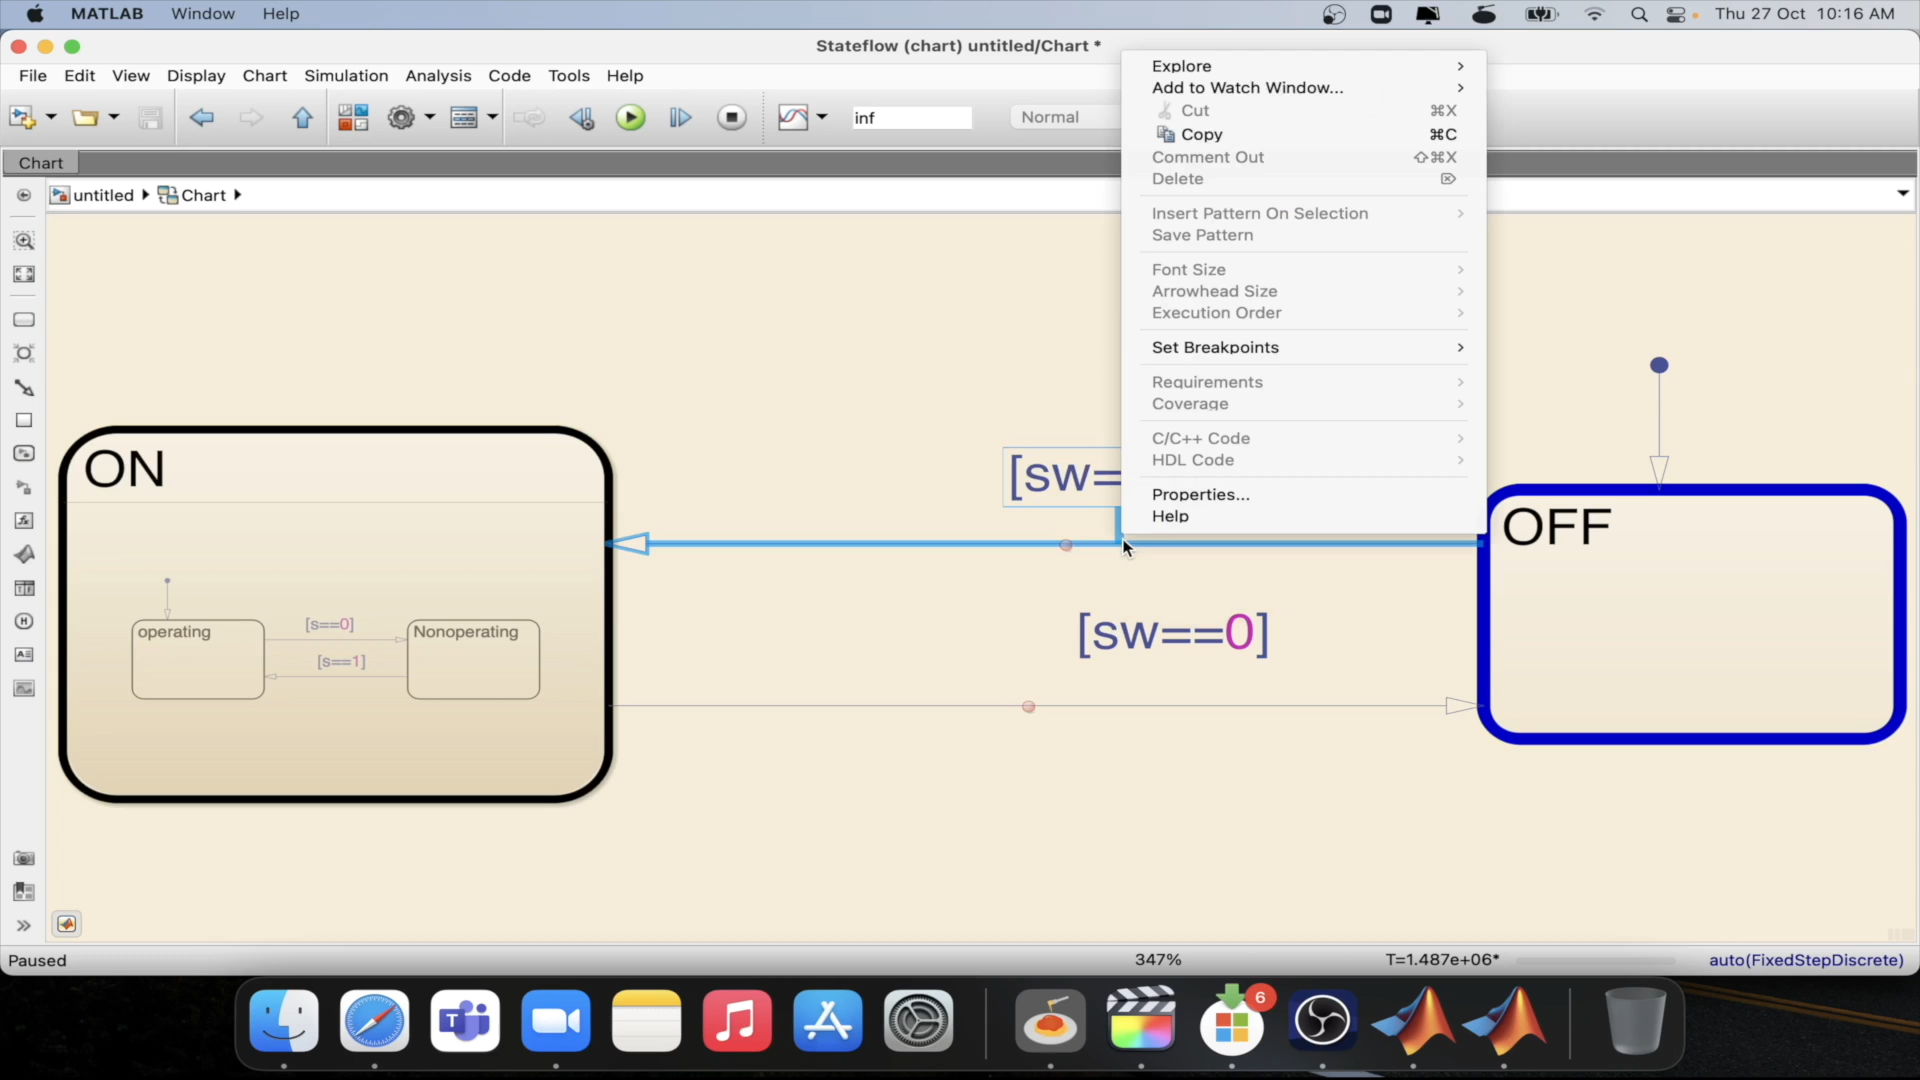 MATLAB Window Help Thu 27 Oct 10:16 AM
Stateflow (chart) untitled/Chart *
File Edit View Display Chart Simulation Analysis Code Tools Help
inf Normal
Chart
untitled Chart
Explore
Add to Watch Window...
Cut ⌘X
Copy ⌘C
Comment Out ⇧⌘X
Delete ⌦
Insert Pattern On Selection
Save Pattern
Font Size
Arrowhead Size
Execution Order
Set Breakpoints
Requirements
Coverage
C/C++ Code
HDL Code
Properties...
Help
ON
[sw=
OFF
operating
[s==0]
Nonoperating
[s==1]
[sw==0]
Paused 347% T=1.487e+06* auto(FixedStepDiscrete)
T
6